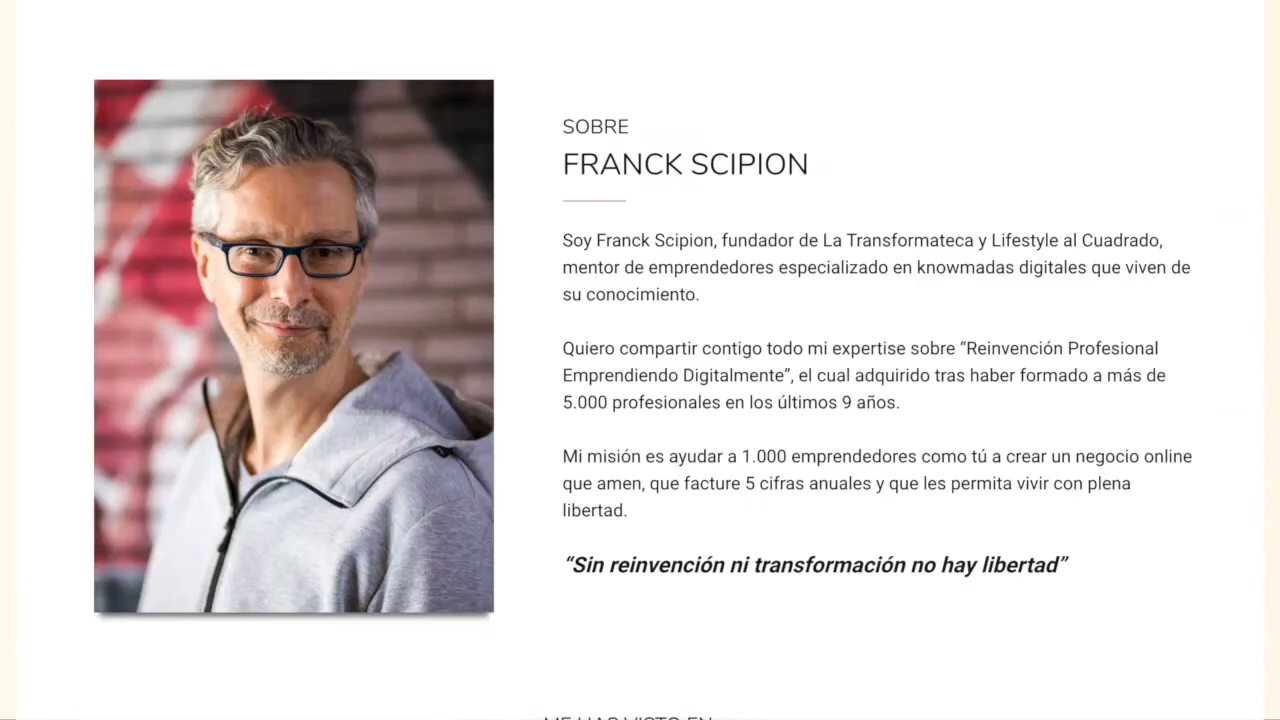 SOBRE
FRANCK SCIPION
Soy Franck Scipion, fundador de La Transformateca y Lifestyle al Cuadrado,
mentor de emprendedores especializado en knowmadas digitales que viven de
su conocimiento.
Quiero compartir contigo todo mi expertise sobre “Reinvención Profesional
Emprendiendo Digitalmente”, el cual adquirido tras haber formado a más de
5.000 profesionales en los últimos 9 años.
Mi misión es ayudar a 1.000 emprendedores como tú a crear un negocio online
que amen, que facture 5 cifras anuales y que les permita vivir con plena
libertad.
“Sin reinvención ni transformación no hay libertad”
ME HAS VISTO EN